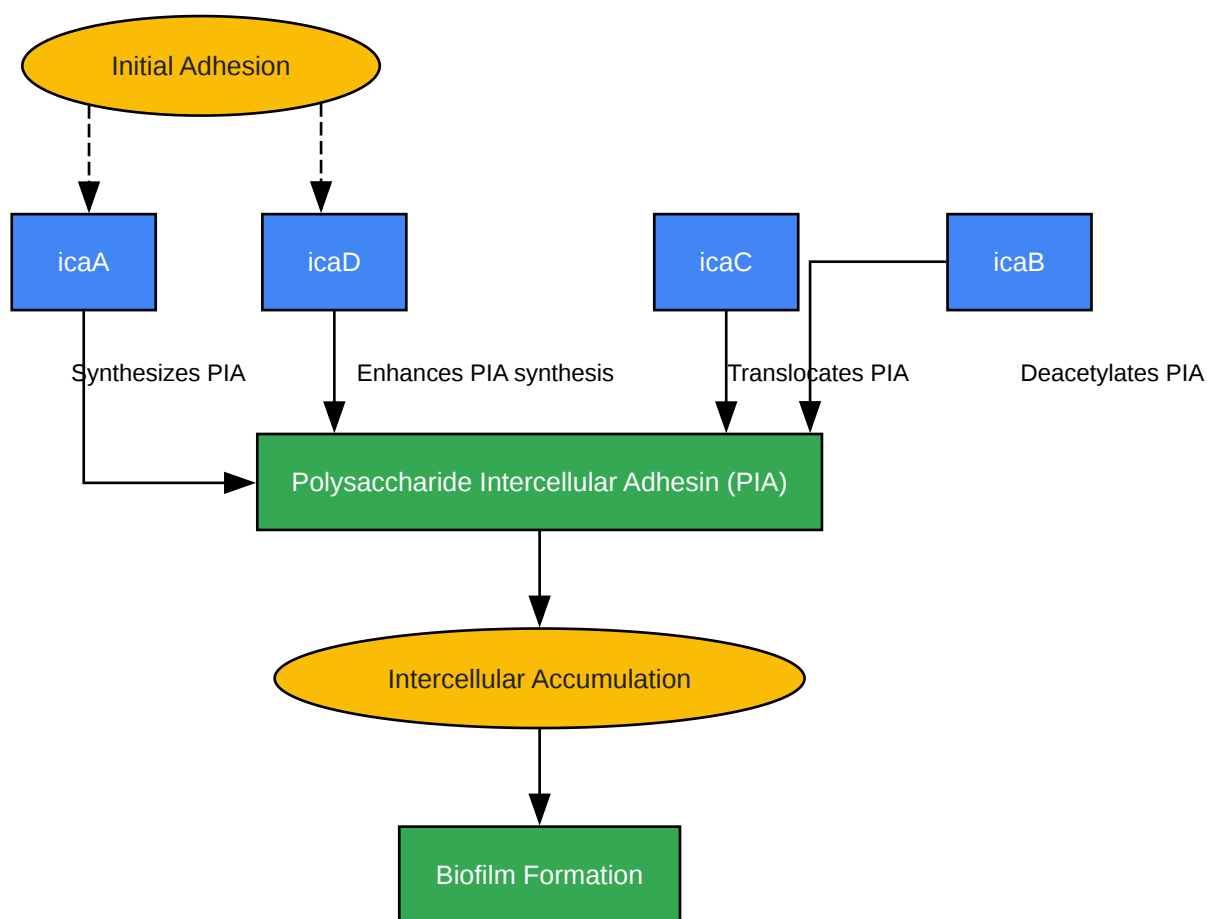 Initial Adhesion
icaA
icaD
icaC
icaB
Synthesizes PIA
Enhances PIA synthesis
Translocates PIA
Deacetylates PIA
Polysaccharide Intercellular Adhesin (PIA)
Intercellular Accumulation
Biofilm Formation